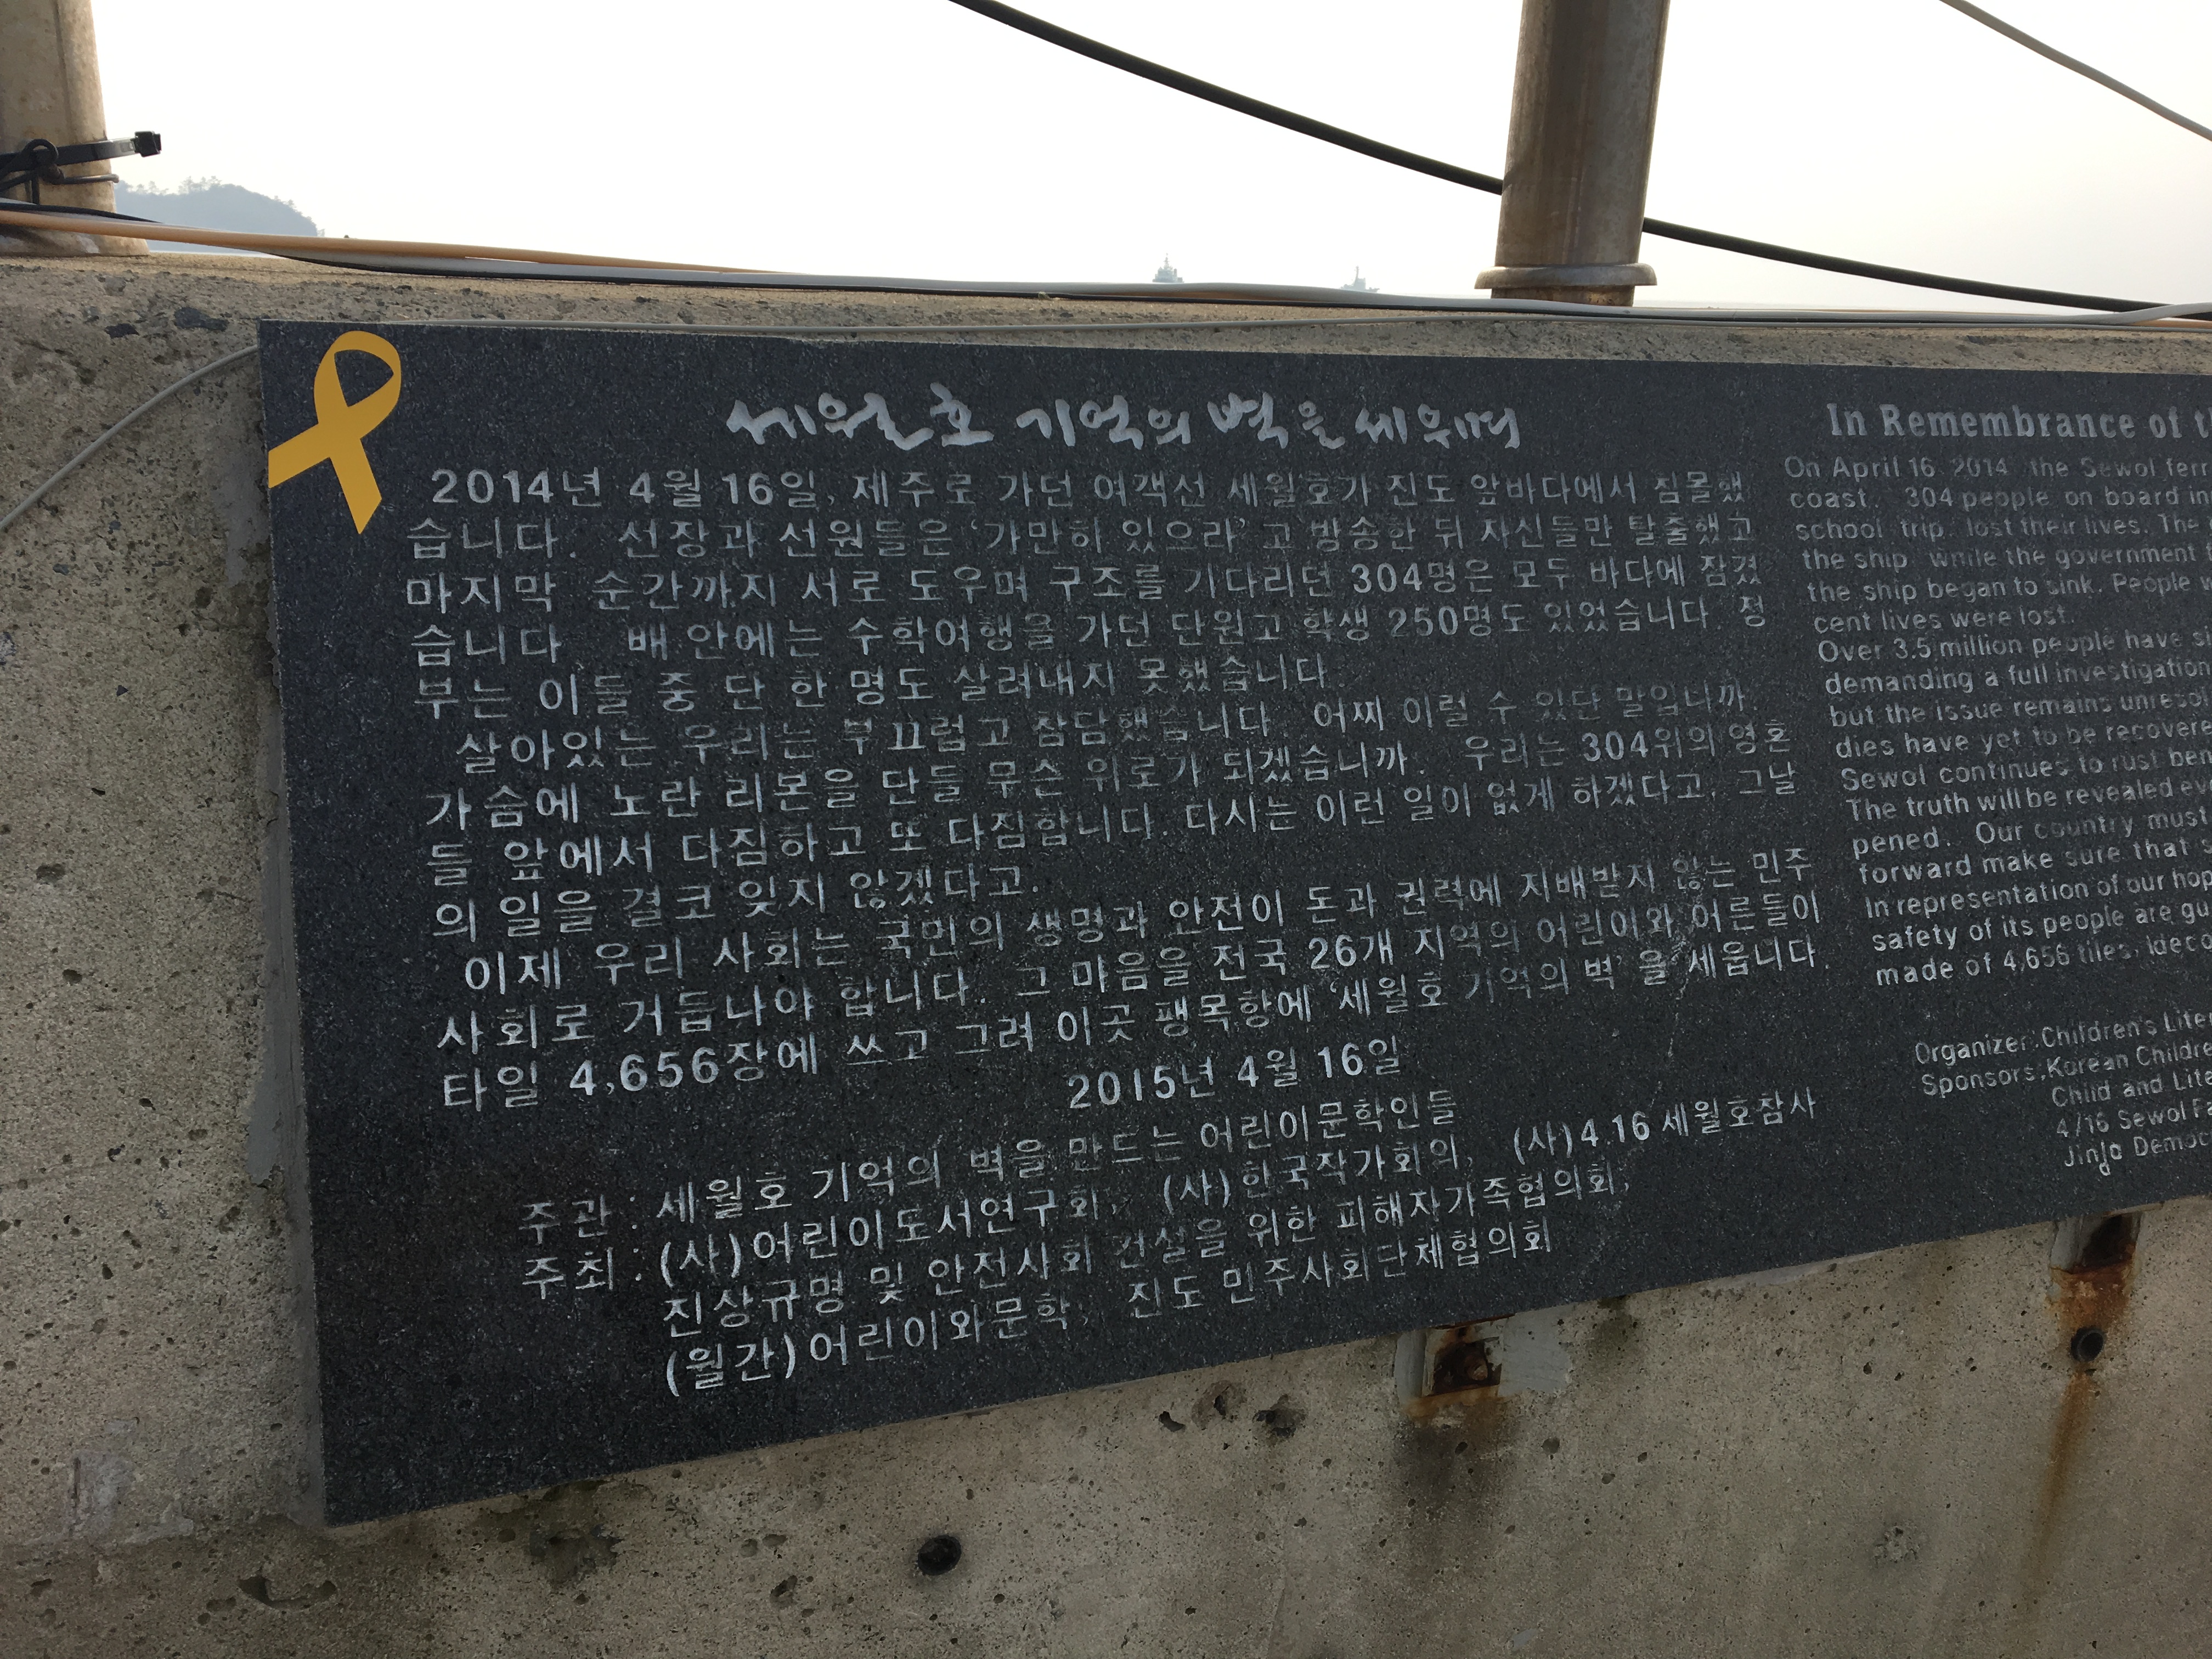 세월호 기억의 벽을 세우며
2014년 4월 16일, 제주로 가던 여객선 세월호가 진도 앞바다에서 침몰했
습니다. 선장과 선원들은 '가만히 있으라'고 방송한 뒤 자신들만 탈출했고
마지막 순간까지 서로 도우며 구조를 기다리던 304명은 모두 바다에 잠겼
습니다 배 안에는 수학여행을 가던 단원고 학생 250명도 있었습니다. 정
부는 이들 중 단 한 명도 살려내지 못했습니다.
살아있는 우리는 부끄럽고 참담했습니다. 어찌 이럴 수 있단 말입니까.
가슴에 노란 리본을 단들 무슨 위로가 되겠습니까. 우리는 304위의 영혼
들 앞에서 다짐하고 또 다짐합니다. 다시는 이런 일이 없게 하겠다고, 그날
의 일을 결코 잊지 않겠다고.
이제 우리 사회는 국민의 생명과 안전이 돈과 권력에 지배받지 않는 민주
사회로 거듭나야 합니다. 그 마음을 전국 26개 지역의 어린이와 어른들이
타일 4,656장에 쓰고 그려 이곳 팽목항에 '세월호 기억의 벽'을 세웁니다.
2015년 4월 16일
주관 : 세월호 기억의 벽을 만드는 어린이문학인들
주최 : (사)어린이도서연구회, (사)한국작가회의, (사)4.16 세월호참사
진상규명 및 안전사회 건설을 위한 피해자가족협의회,
(월간)어린이와문학, 진도 민주사회단체협의회
In Remembrance of
On April 16, 2014 the Sewol
coast. 304 people on board
school trip, lost their lives. The
the ship while the government
the ship began to sink. People
cent lives were lost.
Over 3.5 million people have
demanding a full investigation
but the issue remains
dies have yet to be
Sewol continues to rust
The truth will be revealed
pened. Our country must
forward make sure that
In representation of our
safety of its people are
made of 4,656 tiles,
Organizer:Children's
Sponsors:Korean
Child and
4/16 Sewol
Jindo